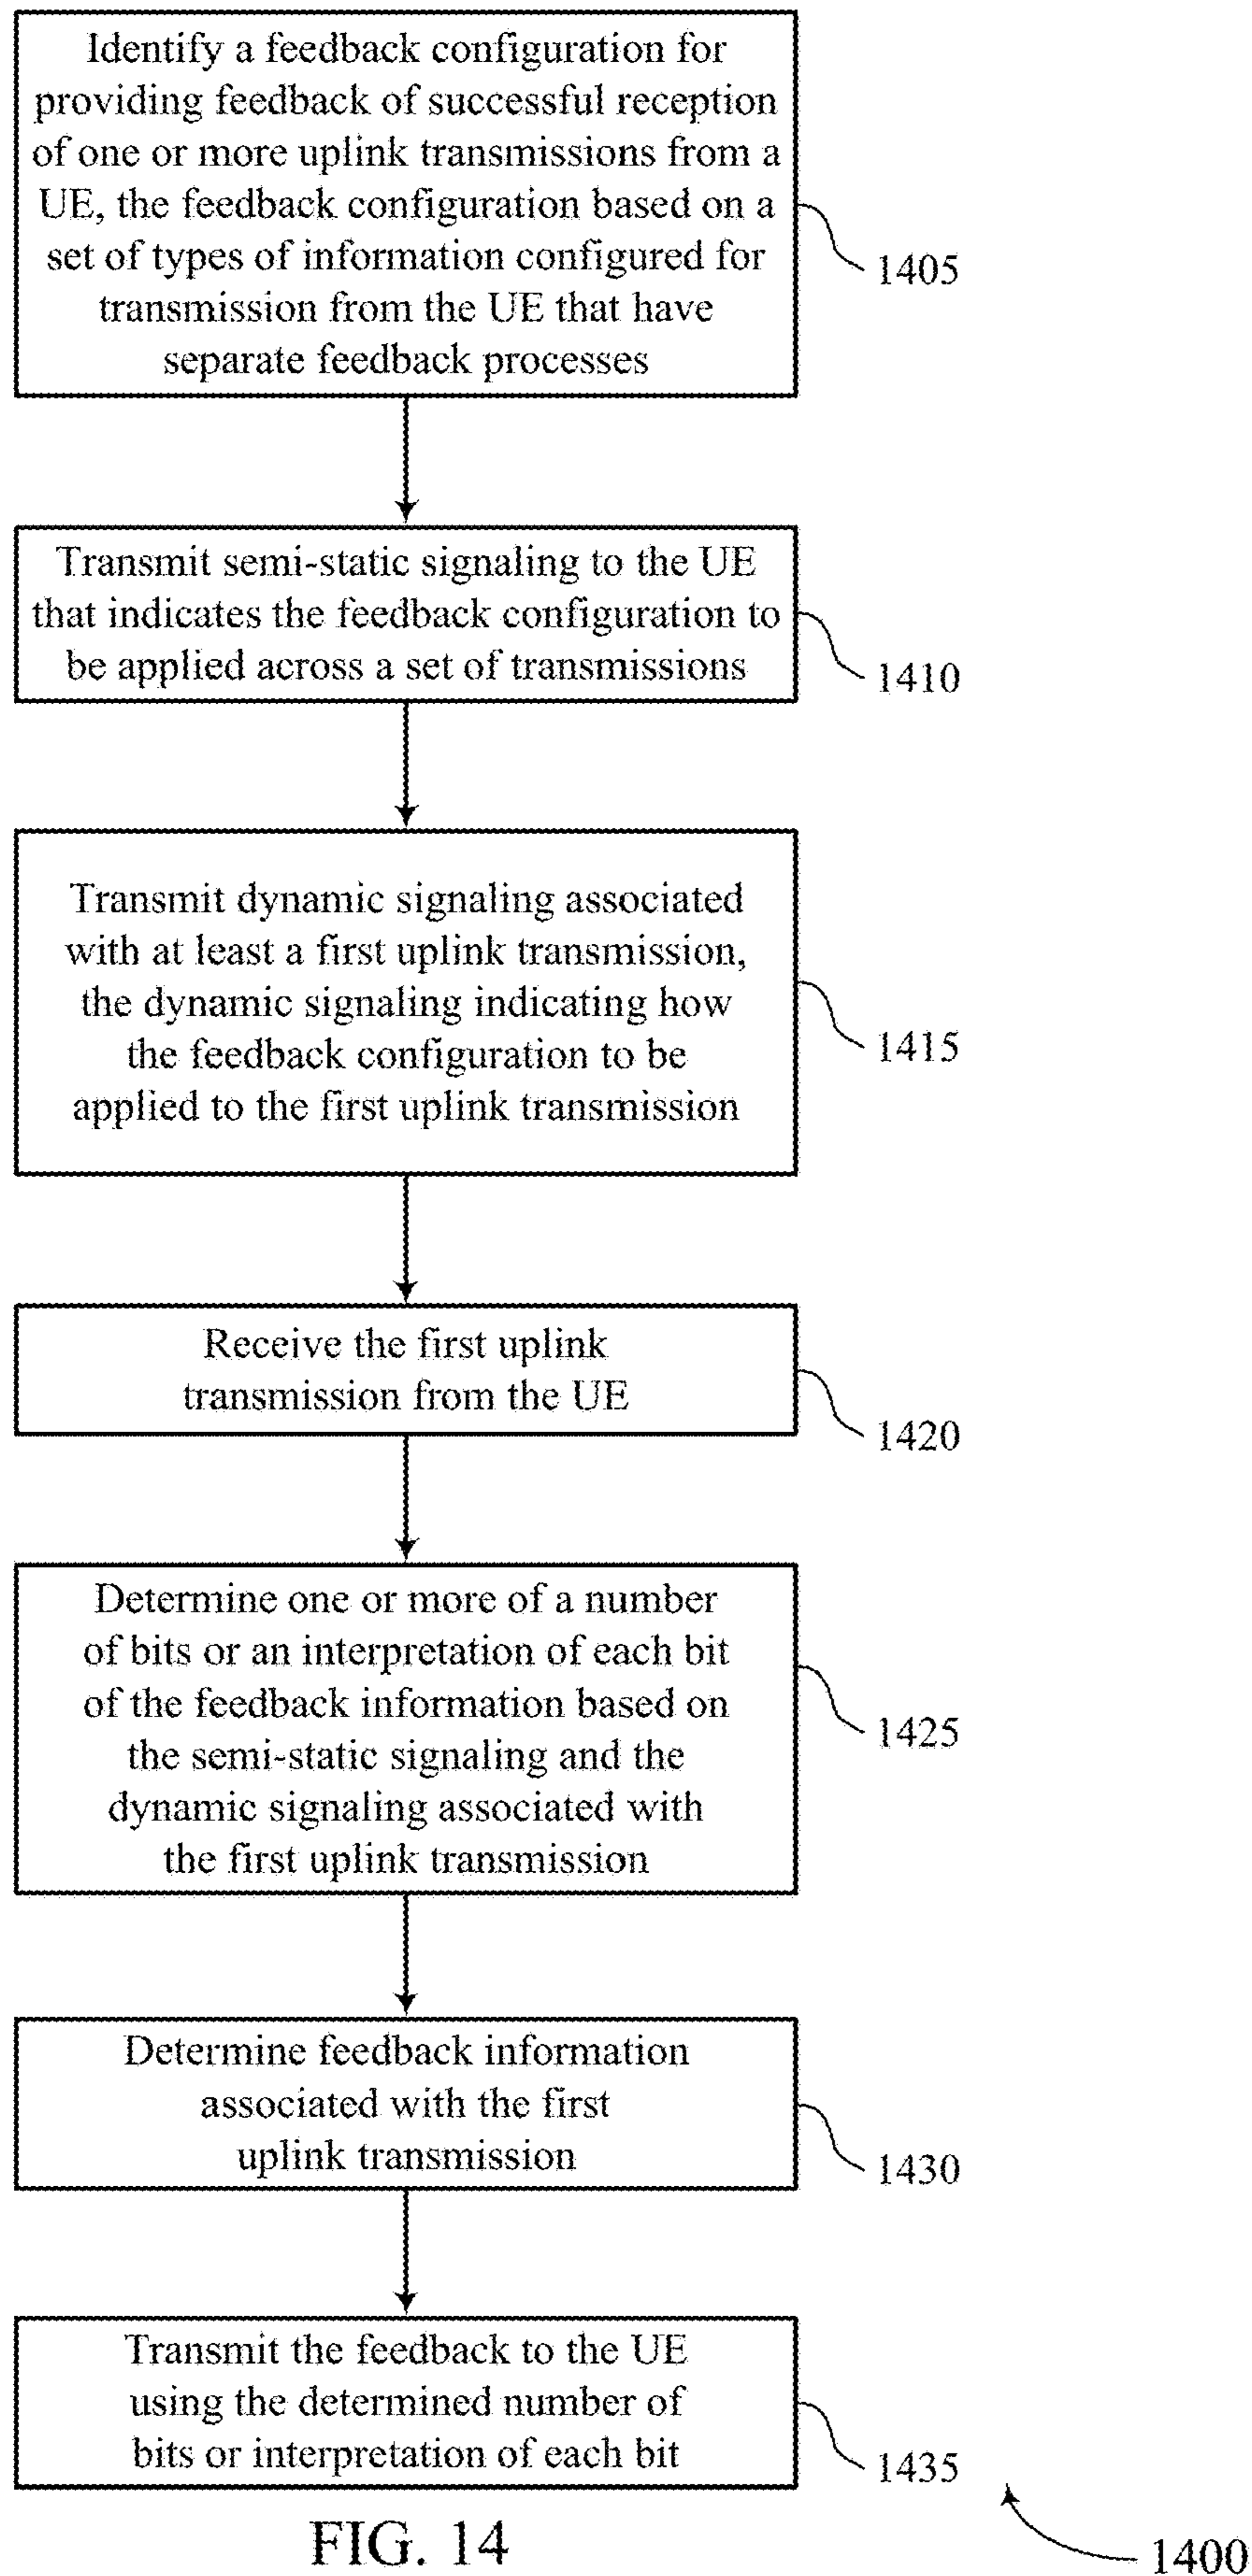 Identify a feedback configuration for
providing feedback of successful reception
of one or more uplink transmissions from a
UE, the feedback configuration based on a
set of types of information configured for
transmission from the UE that have
separate feedback processes
1405
Transmit semi-static signaling to the UE
that indicates the feedback configuration to
be applied across a set of transmissions
1410
Transmit dynamic signaling associated
with at least a first uplink transmission,
the dynamic signaling indicating how
the feedback configuration to be
applied to the first uplink transmission
1415
Receive the first uplink
transmission from the UE
1420
Determine one or more of a number
of bits or an interpretation of each bit
of the feedback information based on
the semi-static signaling and the
dynamic signaling associated with
the first uplink transmission
1425
Determine feedback information
associated with the first
uplink transmission
1430
Transmit the feedback to the UE
using the determined number of
bits or interpretation of each bit
1435
FIG. 14
1400